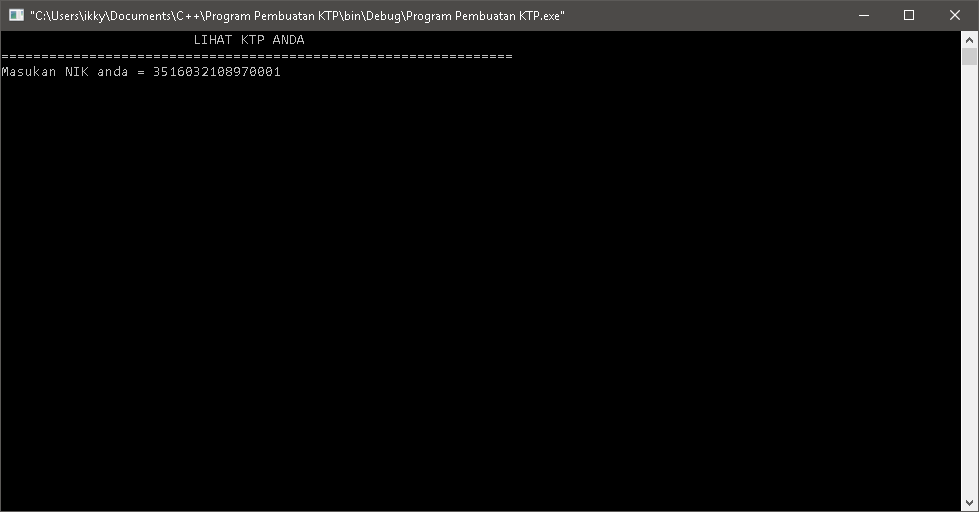 "C:\Users\ikky\Documents\C++\Program Pembuatan KTP\bin\Debug\Program Pembuatan KTP.exe"
LIHAT KTP ANDA
================================================================
Masukan NIK anda = 3516032108970001